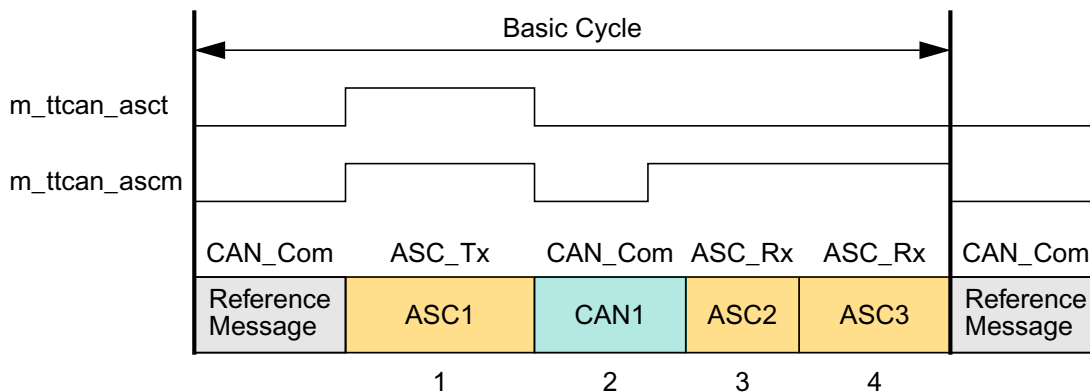 Basic Cycle
m_ttcan_asct
m_ttcan_ascm
CAN_Com ASC_Tx CAN_Com ASC_Rx ASC_Rx CAN_Com
Reference
Message
ASC1 CAN1 ASC2 ASC3
Reference
Message
1 2 3 4